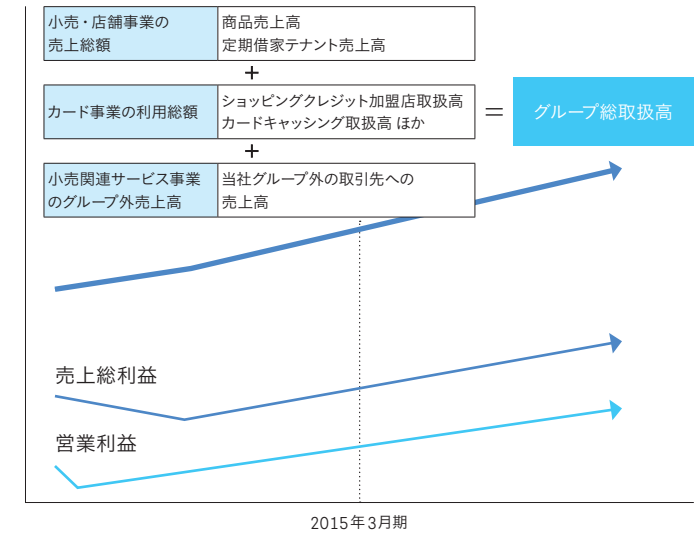 小売・店舗事業の
売上総額
商品売上高
定期借家テナント売上高
+
カード事業の利用総額
ショッピングクレジット加盟店取扱高
カードキャッシング取扱高 ほか
=
グループ総取扱高
+
小売関連サービス事業
のグループ外売上高
当社グループ外の取引先への
売上高
売上総利益
営業利益
2015年3月期